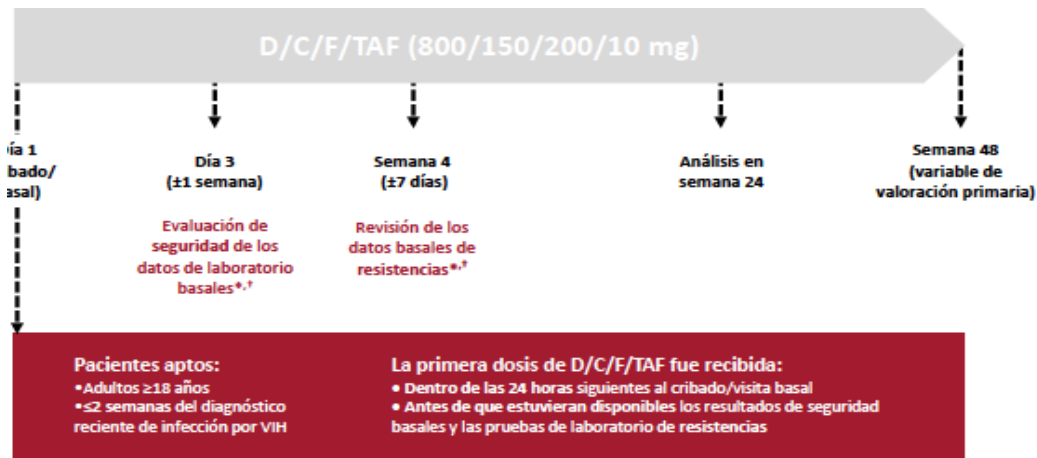 D/C/F/TAF (800/150/200/10 mg)
ía 1
bado/
asal)
Día 3
(±1 semana)
Semana 4
(±7 días)
Análisis en
semana 24
Semana 48
(variable de
valoración primaria)
Evaluación de
seguridad de los
datos de laboratorio
basales*,†
Revisión de los
datos basales de
resistencias*,†
Pacientes aptos:
•Adultos ≥18 años
•≤2 semanas del diagnóstico
reciente de infección por VIH
La primera dosis de D/C/F/TAF fue recibida:
• Dentro de las 24 horas siguientes al cribado/visita basal
• Antes de que estuvieran disponibles los resultados de seguridad
basales y las pruebas de laboratorio de resistencias